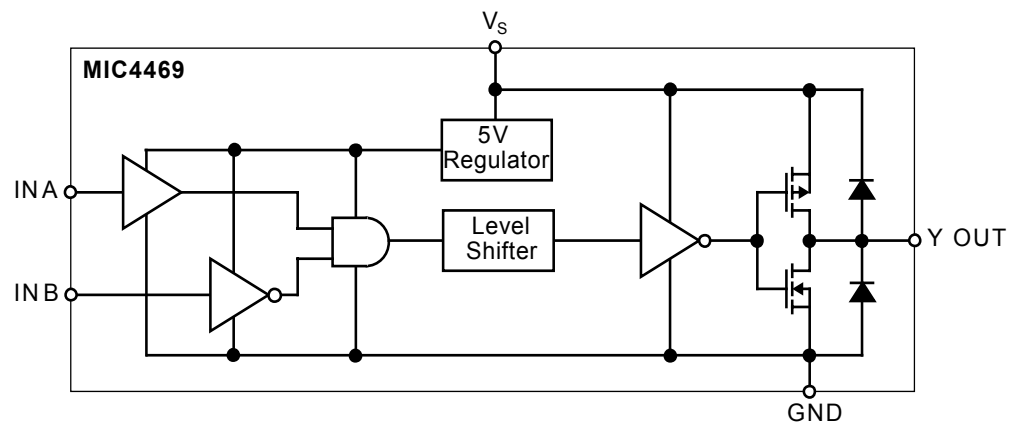 VS
MIC4469
5V
Regulator
INA
Level
Shifter
Y OUT
INB
GND